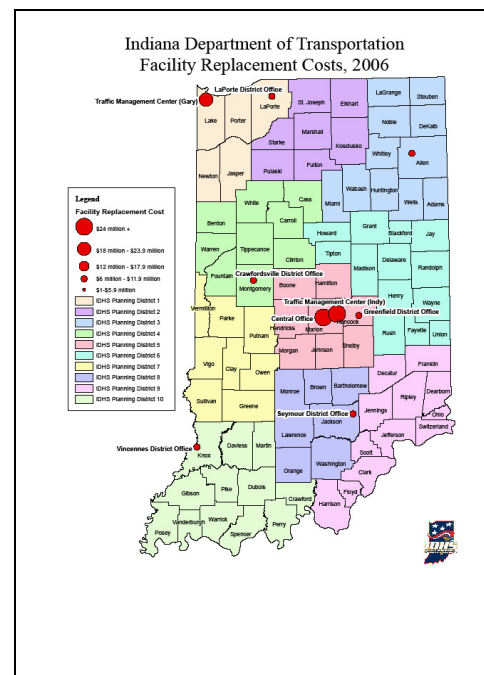 Indiana Department of Transportation
Facility Replacement Costs, 2006
LaPorte District Office
Traffic Management Center (Gary)
Lake
Porter
LaPorte
St. Joseph
Elkhart
LaGrange
Steuben
Noble
DeKalb
Starke
Marshall
Kosciusko
Whitley
Allen
Newton
Jasper
Pulaski
Fulton
Wabash
Huntington
Wells
Adams
Miami
White
Cass
Carroll
Benton
Howard
Grant
Blackford
Jay
Warren
Tippecanoe
Clinton
Tipton
Madison
Delaware
Randolph
Fountain
Crawfordsville District Office
Montgomery
Boone
Hamilton
Henry
Wayne
Traffic Management Center (Indy)
Central Office
Greenfield District Office
Vermillion
Parke
Putnam
Hendricks
Marion
Hancock
Rush
Fayette
Union
Vigo
Clay
Owen
Morgan
Johnson
Shelby
Franklin
Decatur
Sullivan
Greene
Monroe
Brown
Bartholomew
Ripley
Dearborn
Jennings
Ohio
Seymour District Office
Jackson
Switzerland
Lawrence
Jefferson
Vincennes District Office
Knox
Daviess
Martin
Scott
Orange
Washington
Clark
Gibson
Pike
Dubois
Crawford
Floyd
Harrison
Posey
Vanderburgh
Warrick
Spencer
Perry
Legend
Facility Replacement Cost
$24 million +
$18 million - $23.9 million
$12 million - $17.9 million
$6 million - $11.9 million
$1-$5.9 million
IDHS Planning District 1
IDHS Planning District 2
IDHS Planning District 3
IDHS Planning District 4
IDHS Planning District 5
IDHS Planning District 6
IDHS Planning District 7
IDHS Planning District 8
IDHS Planning District 9
IDHS Planning District 10
IDHS